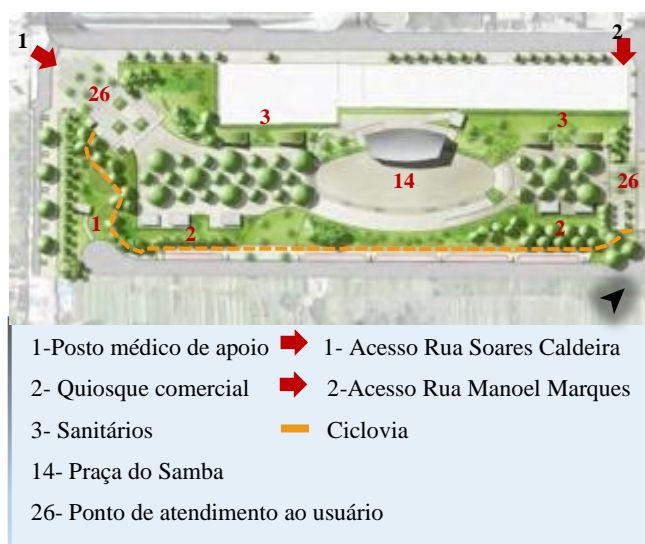 1
2
26
3
3
14
26
1
2
2
1-Posto médico de apoio
1- Acesso Rua Soares Caldeira
2- Quiosque comercial
2-Acesso Rua Manoel Marques
3- Sanitários
Ciclovia
14- Praça do Samba
26- Ponto de atendimento ao usuário